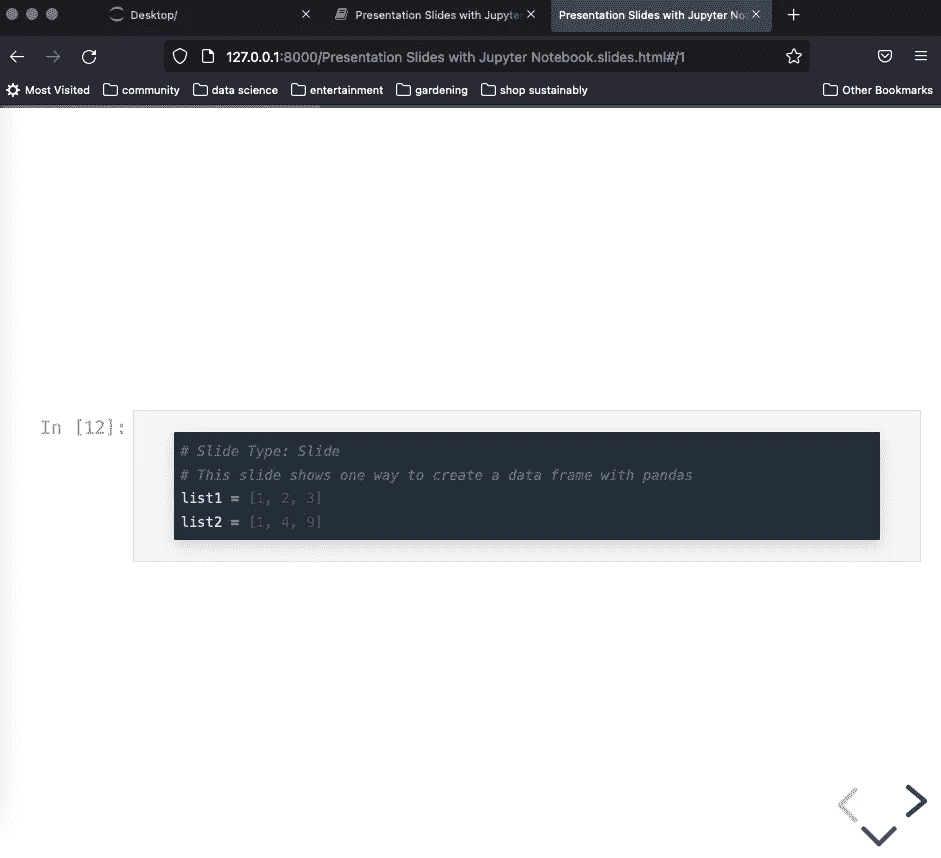 Desktop/
Presentation Slides with Jupyte
Presentation Slides with Jupyter No
127.0.0.1:8000/Presentation Slides with Jupyter Notebook.slides.html#/1
Most Visited community data science entertainment gardening shop sustainably Other Bookmarks
In [12]:
# Slide Type: Slide
# This slide shows one way to create a data frame with pandas
list1 = [1, 2, 3]
list2 = [1, 4, 9]